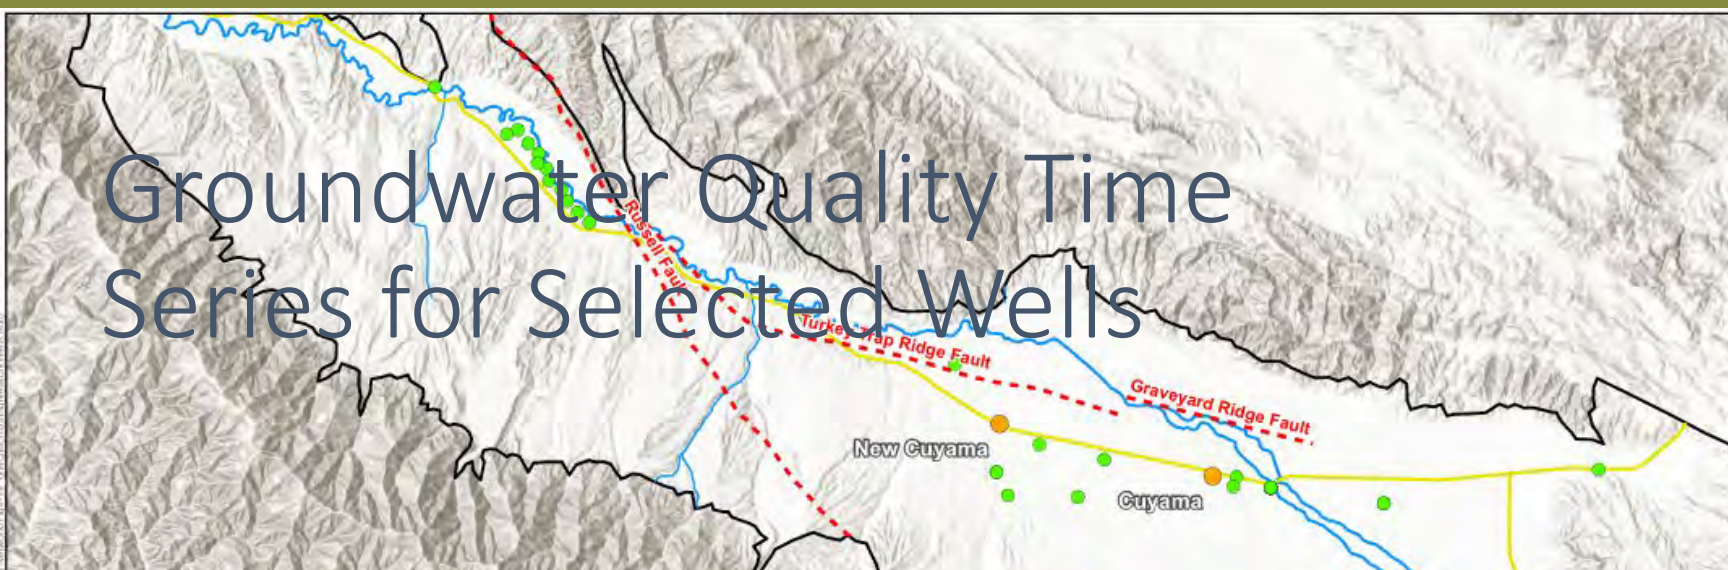 Groundwater Quality Time
Series for Selected Wells
Russell Fault
Turkey Trap Ridge Fault
Graveyard Ridge Fault
New Cuyama
Cuyama